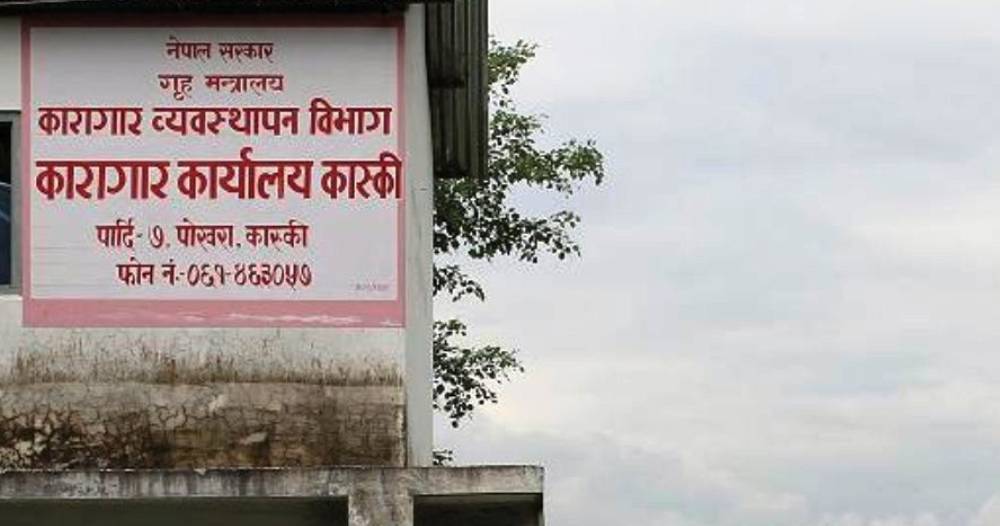 नेपाल सरकार
गृह मन्त्रालय
कारागार व्यवस्थापन विभाग
कारागार कार्यालय कास्की
पार्दि- ७, पोखरा, कास्की
फोन नं.-०६१-४६३०५७